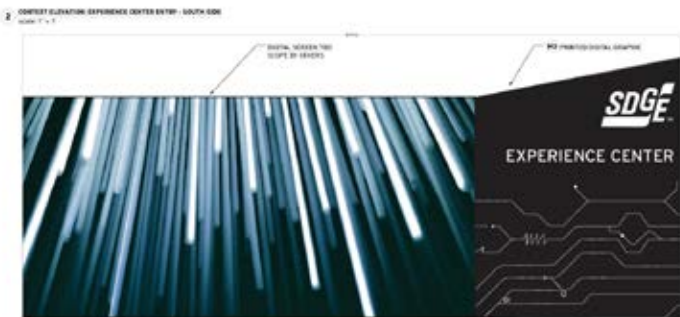 2 CONTEXT ELEVATION: EXPERIENCE CENTER ENTRY - SOUTH SIDE
DIGITAL SCREEN TBD
SCOPE BY OTHERS
PRINTED DIGITAL GRAPHIC
SDGE
EXPERIENCE CENTER